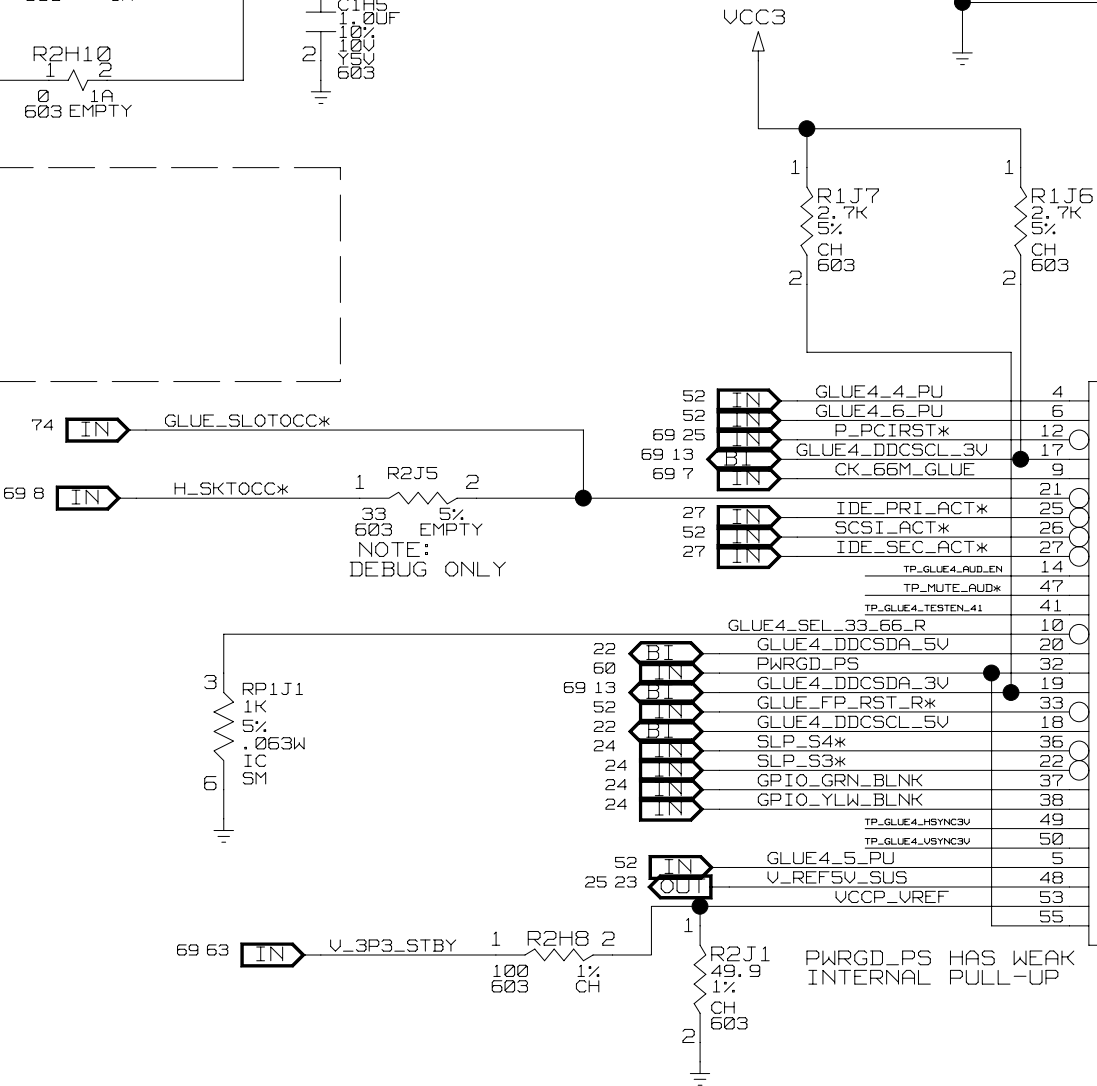 C1H5
1.0UF
10%
10V
Y5V
603
2
R2H10
1 2
0 1A
603 EMPTY
VCC3
1
R1J7
2.7K
5%
CH
603
2
1
R1J6
2.7K
5%
CH
603
2
74 IN GLUE_SLOTOCC*
69 8 IN H_SKTOCC*
1 R2J5 2
33 5%
603 EMPTY
NOTE:
DEBUG ONLY
52 IN GLUE4_4_PU 4
52 IN GLUE4_6_PU 6
69 25 IN P_PCIRST* 12
69 13 BI GLUE4_DDCSCL_3V 17
69 7 IN CK_66M_GLUE 9
21
27 IN IDE_PRI_ACT* 25
52 IN SCSI_ACT* 26
27 IN IDE_SEC_ACT* 27
TP_GLUE4_AUD_EN 14
TP_MUTE_AUD* 47
TP_GLUE4_TESTEN_41 41
GLUE4_SEL_33_66_R 10
22 BI GLUE4_DDCSDA_5V 20
60 IN PWRGD_PS 32
69 13 BI GLUE4_DDCSDA_3V 19
52 IN GLUE_FP_RST_R* 33
22 BI GLUE4_DDCSCL_5V 18
24 IN SLP_S4* 36
24 IN SLP_S3* 22
24 IN GPIO_GRN_BLNK 37
24 IN GPIO_YLW_BLNK 38
TP_GLUE4_HSYNC3V 49
TP_GLUE4_VSYNC3V 50
52 IN GLUE4_5_PU 5
25 23 OUT V_REF5V_SUS 48
VCCP_VREF 53
55
3
RP1J1
1K
5%
.063W
IC
SM
6
69 63 IN V_3P3_STBY
1 R2H8 2
100 1%
603 CH
1
R2J1
49.9
1%
CH
603
2
PWRGD_PS HAS WEAK
INTERNAL PULL-UP